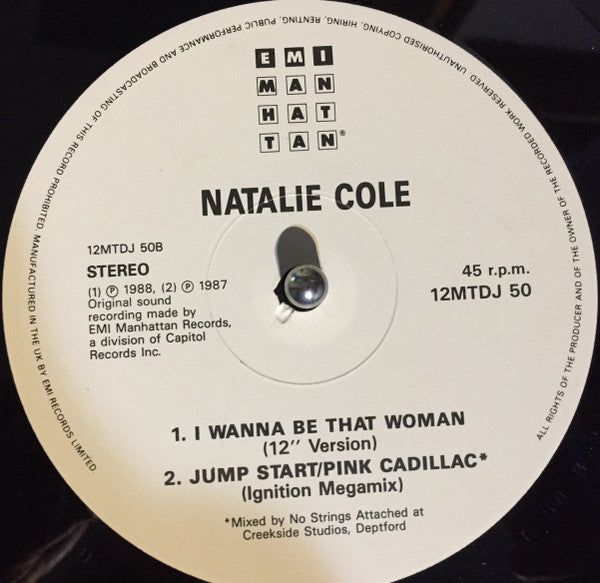 EMI
MAN
HAT
TAN®
NATALIE COLE
12MTDJ 50B
STEREO
(1) ℗ 1988, (2) ℗ 1987
Original sound
recording made by
EMI Manhattan Records,
a division of Capitol
Records Inc.
45 r.p.m.
12MTDJ 50
1. I WANNA BE THAT WOMAN
(12" Version)
2. JUMP START/PINK CADILLAC*
(Ignition Megamix)
*Mixed by No Strings Attached at
Creekside Studios, Deptford
ALL RIGHTS OF THE PRODUCER AND OF THE OWNER OF THE RECORDED WORK RESERVED. UNAUTHORISED COPYING, HIRING, RENTING, PUBLIC PERFORMANCE AND BROADCASTING OF THIS RECORD PROHIBITED. MANUFACTURED IN THE UK BY EMI RECORDS LIMITED.